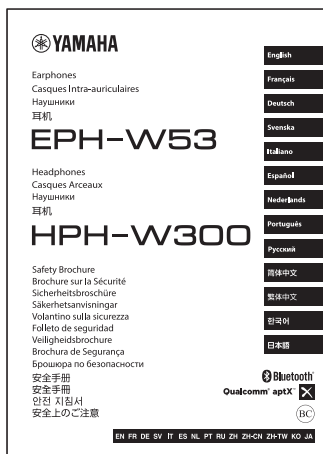 YAMAHA
Earphones
Casques Intra-auriculaires
Наушники
耳机
EPH-W53
Headphones
Casques Arceaux
Наушники
耳机
HPH-W300
Safety Brochure
Brochure sur la Sécurité
Sicherheitsbroschüre
Säkerhetsanvisningar
Volantino sulla sicurezza
Folleto de seguridad
Veiligheidsbrochure
Brochura de Segurança
Брошюра по безопасности
安全手册
安全手冊
안전 지침서
安全上のご注意
English
Français
Deutsch
Svenska
Italiano
Español
Nederlands
Português
Русский
简体中文
繁体中文
한국어
日本語
Bluetooth®
Qualcomm® aptX™
BC
EN FR DE SV IT ES NL PT RU ZH ZH-CN ZH-TW KO JA